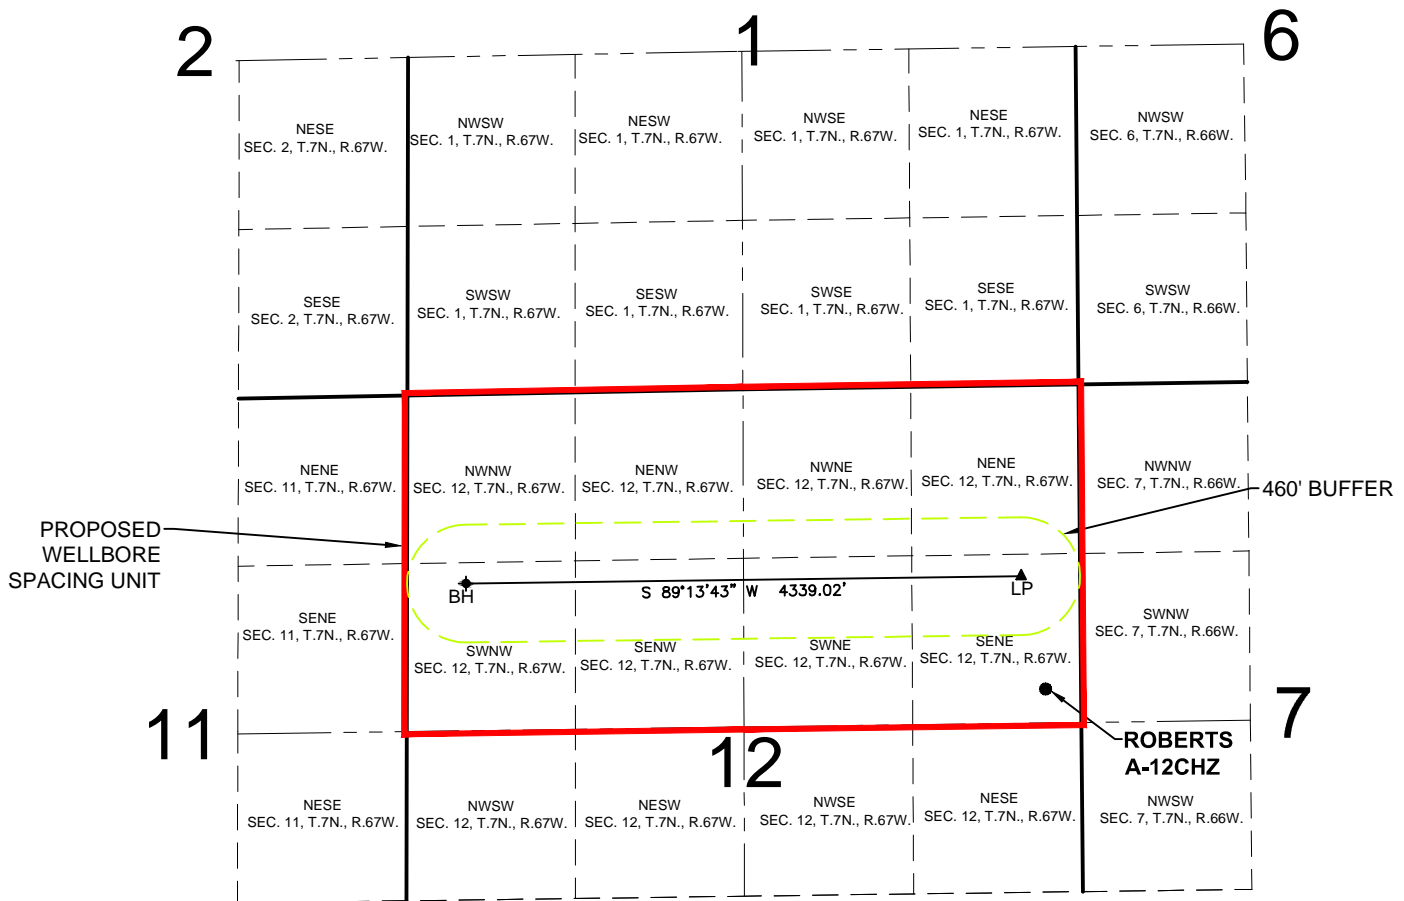 2
1
6
NESE
SEC. 2, T.7N., R.67W.
NWSW
SEC. 1, T.7N., R.67W.
NESW
SEC. 1, T.7N., R.67W.
NWSE
SEC. 1, T.7N., R.67W.
NESE
SEC. 1, T.7N., R.67W.
NWSW
SEC. 6, T.7N., R.66W.
SESE
SEC. 2, T.7N., R.67W.
SWSW
SEC. 1, T.7N., R.67W.
SESW
SEC. 1, T.7N., R.67W.
SWSE
SEC. 1, T.7N., R.67W.
SESE
SEC. 1, T.7N., R.67W.
SWSW
SEC. 6, T.7N., R.66W.
NENE
SEC. 11, T.7N., R.67W.
NWNW
SEC. 12, T.7N., R.67W.
NENW
SEC. 12, T.7N., R.67W.
NWNE
SEC. 12, T.7N., R.67W.
NENE
SEC. 12, T.7N., R.67W.
NWNW
SEC. 7, T.7N., R.66W.
460' BUFFER
PROPOSED
WELLBORE
SPACING UNIT
BH
S 89°13'43" W 4339.02'
LP
SENE
SEC. 11, T.7N., R.67W.
SWNW
SEC. 12, T.7N., R.67W.
SENW
SEC. 12, T.7N., R.67W.
SWNE
SEC. 12, T.7N., R.67W.
SENE
SEC. 12, T.7N., R.67W.
SWNW
SEC. 7, T.7N., R.66W.
11
12
7
ROBERTS
A-12CHZ
NESE
SEC. 11, T.7N., R.67W.
NWSW
SEC. 12, T.7N., R.67W.
NESW
SEC. 12, T.7N., R.67W.
NWSE
SEC. 12, T.7N., R.67W.
NESE
SEC. 12, T.7N., R.67W.
NWSW
SEC. 7, T.7N., R.66W.